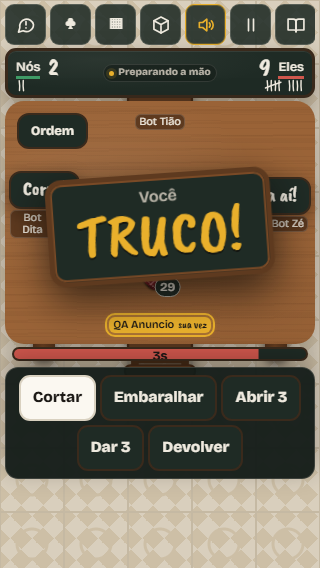 Nós 2
Preparando a mão
9 Eles
Ordem
Bot Tião
Bot Dita
a aí!
Bot Zé
Você
TRUCO!
29
QA Anuncio sua vez
3s
Cortar
Embaralhar
Abrir 3
Dar 3
Devolver